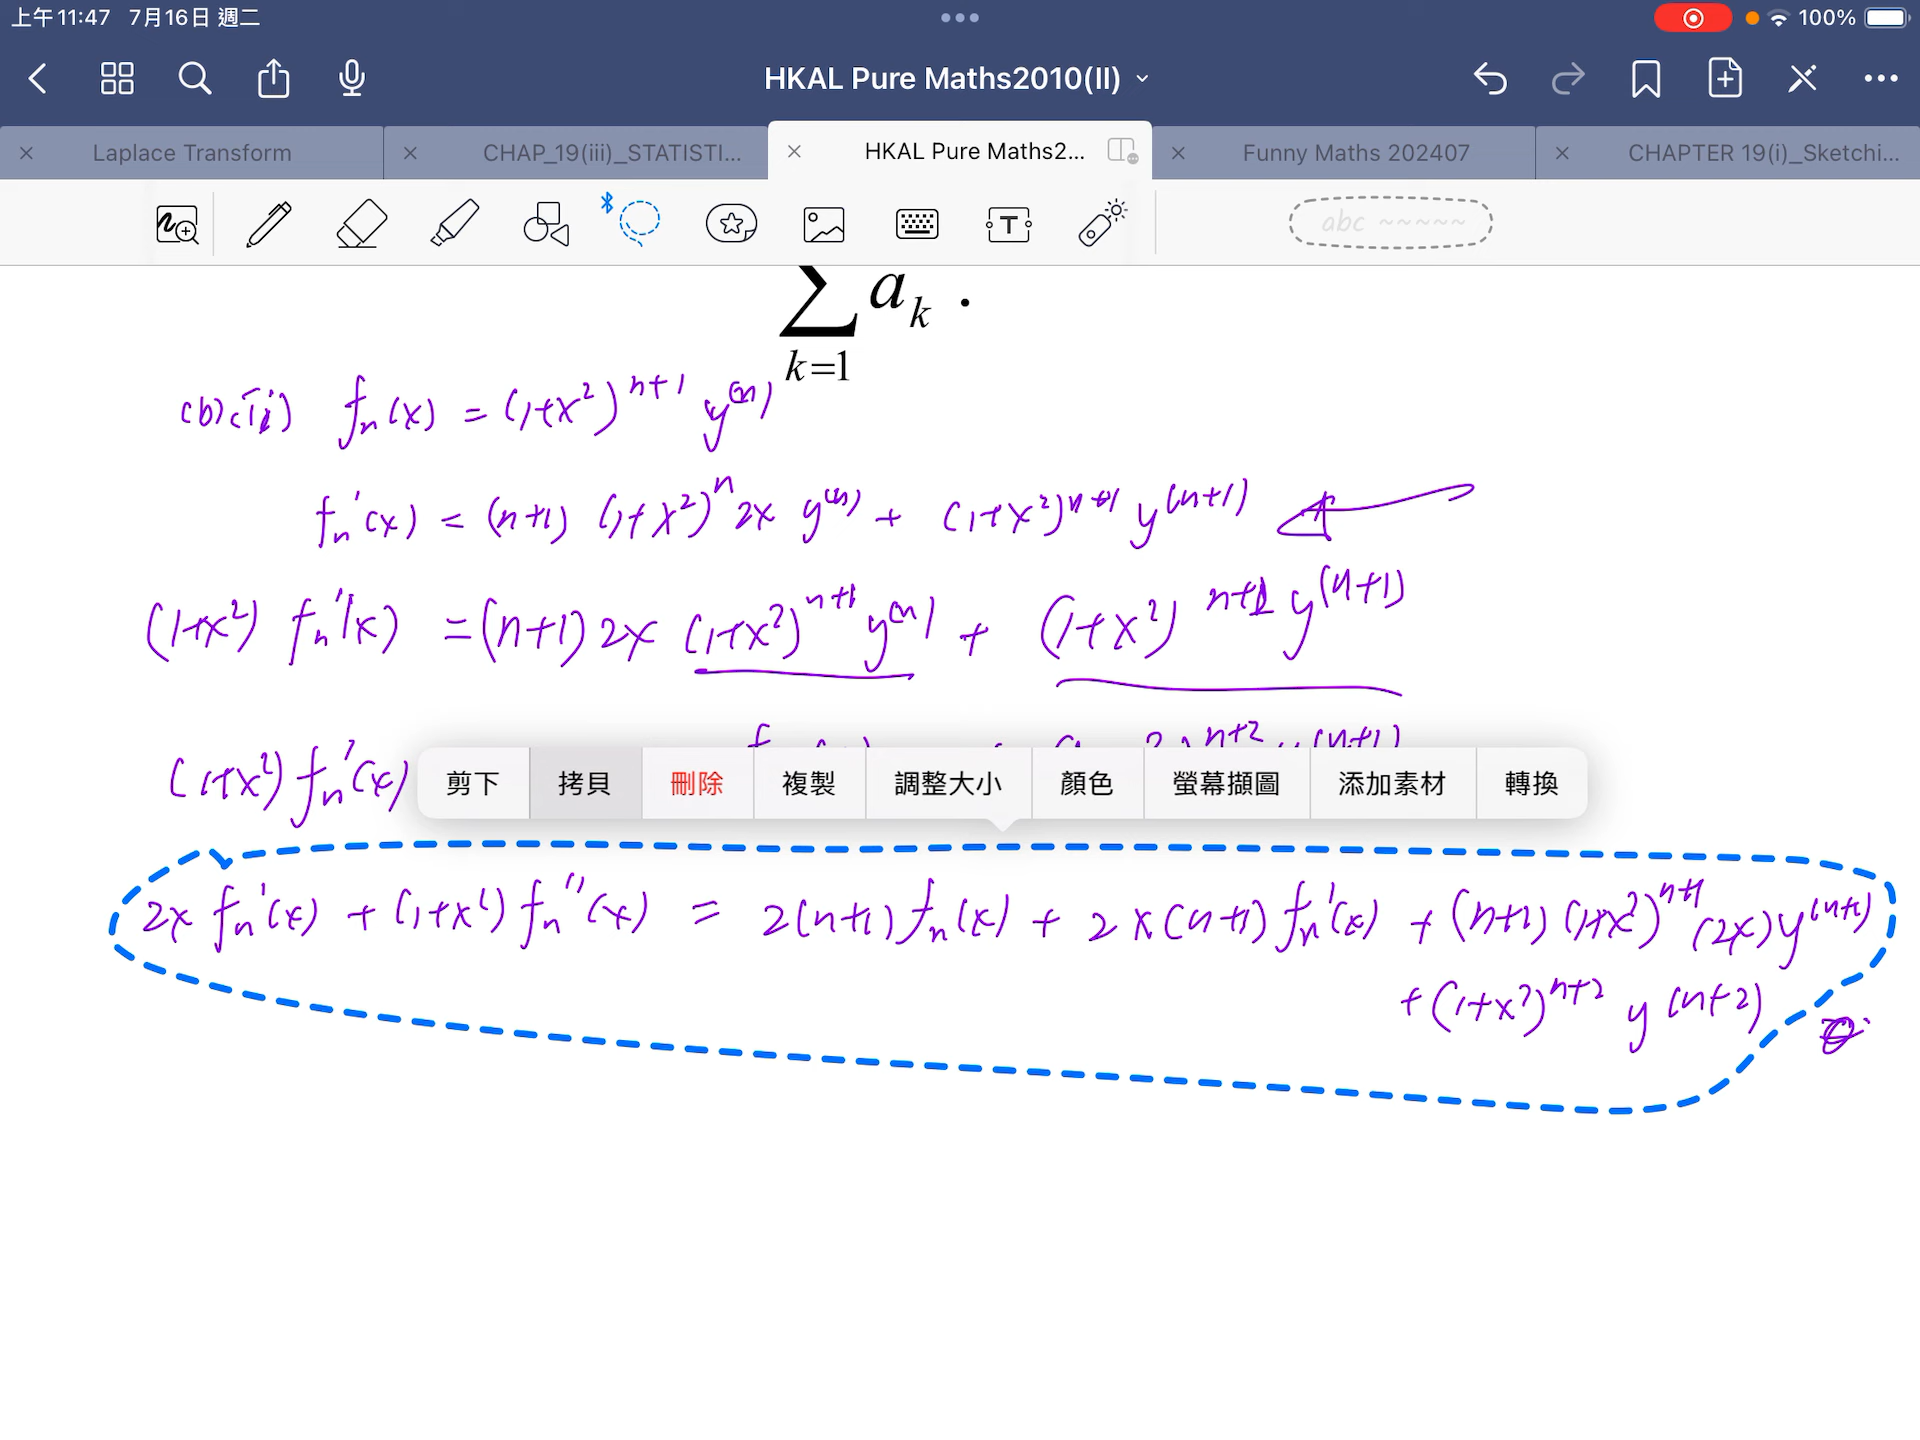 上午11:47 7月16日 週二
100%
HKAL Pure Maths2010(II)
Laplace Transform
CHAP_19(iii)_STATISTI...
HKAL Pure Maths2...
Funny Maths 202407
CHAPTER 19(i)_Sketchi...
T
abc ~~~~~
∑ a_k .
k=1
(b)(ii) f_n(x) = (1+x²)^{n+1} y^{(n)}
f_n'(x) = (n+1) (1+x²)^n 2x y^{(n)} + (1+x²)^{n+1} y^{(n+1)}
(1+x²) f_n'(x) = (n+1) 2x (1+x²)^{n+1} y^{(n)} + (1+x²)^{n+2} y^{(n+1)}
(1+x²) f_n'(x)
剪下 拷貝 刪除 複製 調整大小 顏色 螢幕擷圖 添加素材 轉換
2x f_n'(x) + (1+x²) f_n''(x) = 2(n+1) f_n(x) + 2x(n+1) f_n'(x) + (n+2) (1+x²)^{n+1} (2x) y^{(n+1)}
+ (1+x²)^{n+2} y^{(n+2)}